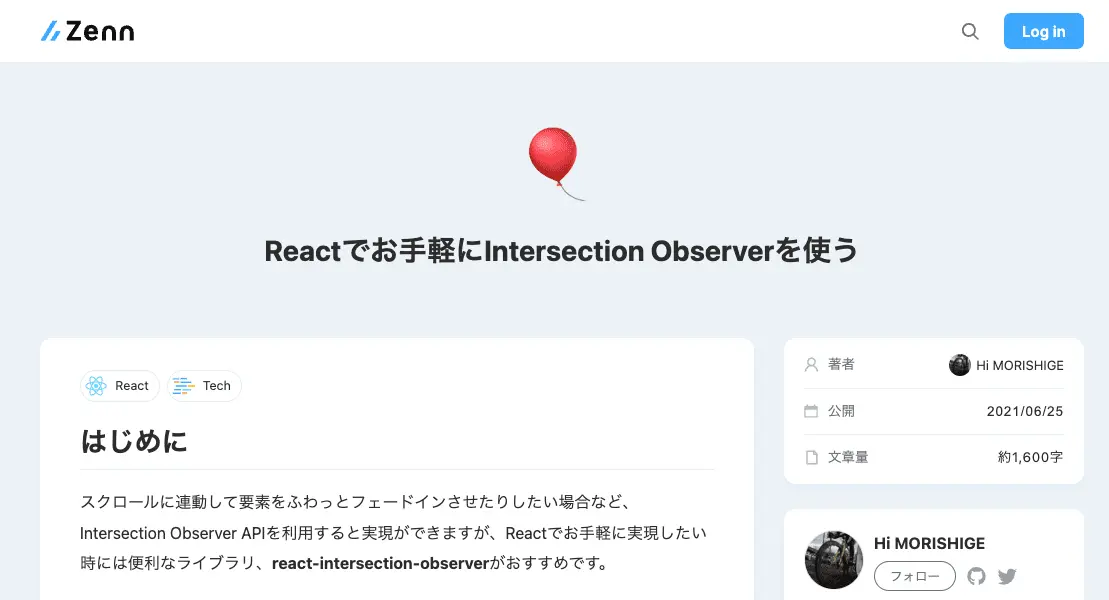 Zenn
Log in
Reactでお手軽にIntersection Observerを使う
React
Tech
はじめに
スクロールに連動して要素をふわっとフェードインさせたりしたい場合など、
Intersection Observer APIを利用すると実現ができますが、Reactでお手軽に実現したい
時には便利なライブラリ、react-intersection-observerがおすすめです。
著者
Hi MORISHIGE
公開
2021/06/25
文章量
約1,600字
Hi MORISHIGE
フォロー